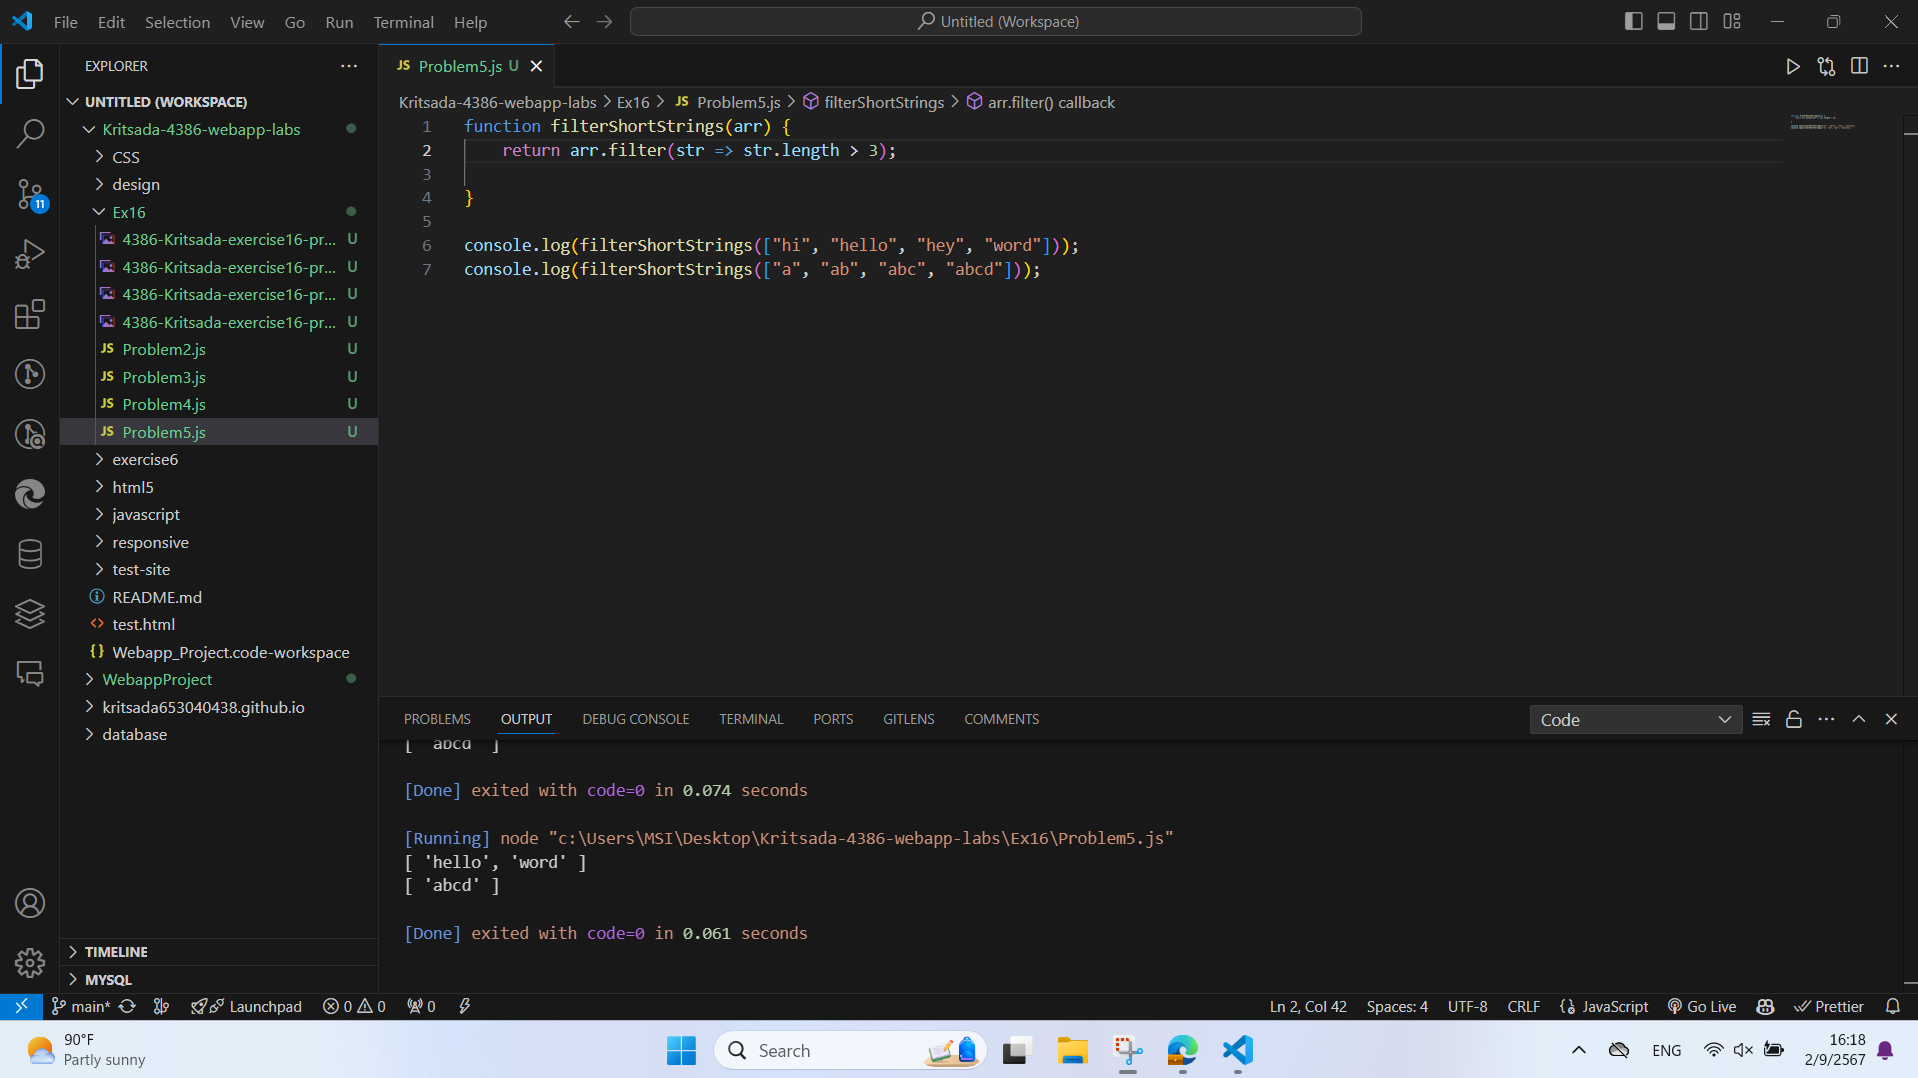 File Edit Selection View Go Run Terminal Help
Untitled (Workspace)
EXPLORER
UNTITLED (WORKSPACE)
Kritsada-4386-webapp-labs
CSS
design
Ex16
4386-Kritsada-exercise16-pr... U
4386-Kritsada-exercise16-pr... U
4386-Kritsada-exercise16-pr... U
4386-Kritsada-exercise16-pr... U
JS Problem2.js U
JS Problem3.js U
JS Problem4.js U
JS Problem5.js U
exercise6
html5
javascript
responsive
test-site
README.md
test.html
Webapp_Project.code-workspace
WebappProject
kritsada653040438.github.io
database
TIMELINE
MYSQL
11
JS Problem5.js U
Kritsada-4386-webapp-labs > Ex16 > JS Problem5.js > filterShortStrings > arr.filter() callback
1 function filterShortStrings(arr) {
2 return arr.filter(str => str.length > 3);
3
4 }
5
6 console.log(filterShortStrings(["hi", "hello", "hey", "word"]));
7 console.log(filterShortStrings(["a", "ab", "abc", "abcd"]));
PROBLEMS OUTPUT DEBUG CONSOLE TERMINAL PORTS GITLENS COMMENTS
Code
[ 'abcd' ]
[Done] exited with code=0 in 0.074 seconds
[Running] node "c:\Users\MSI\Desktop\Kritsada-4386-webapp-labs\Ex16\Problem5.js"
[ 'hello', 'word' ]
[ 'abcd' ]
[Done] exited with code=0 in 0.061 seconds
main* Launchpad 0 0 0 Ln 2, Col 42 Spaces: 4 UTF-8 CRLF {} JavaScript Go Live Prettier
90°F
Partly sunny
Search
ENG
16:18
2/9/2567